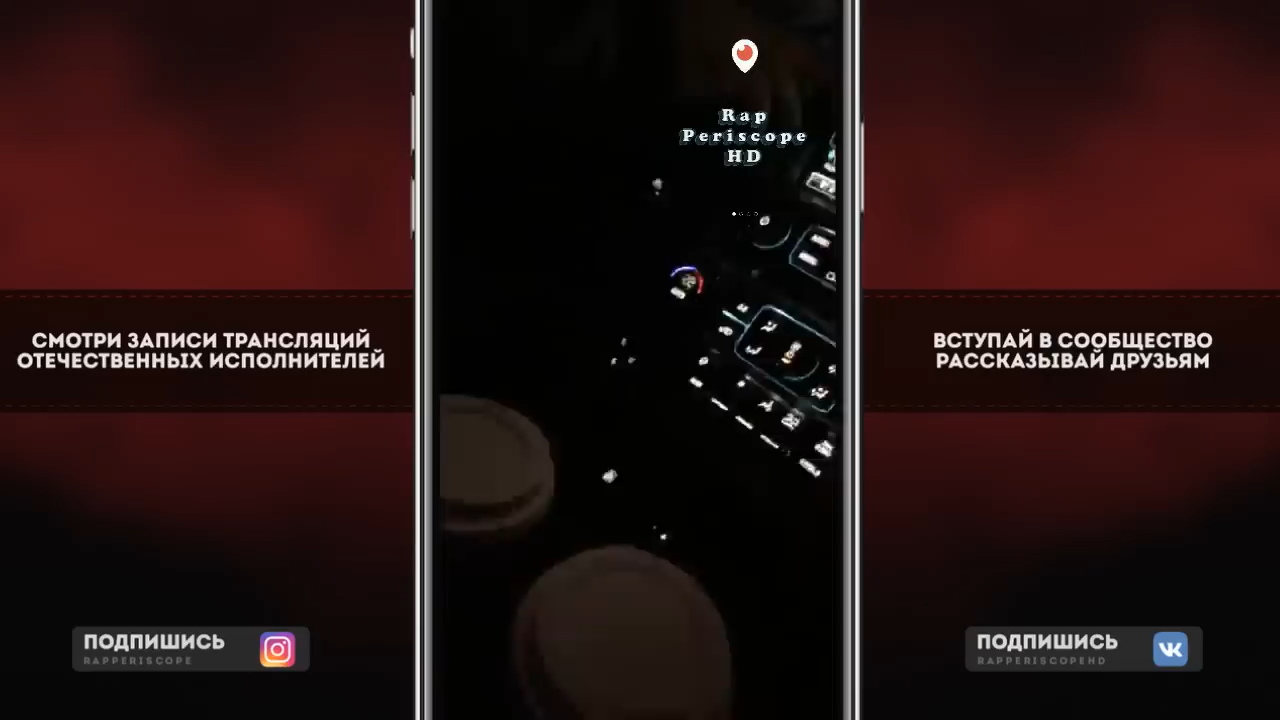 Rap
Periscope
HD
СМОТРИ ЗАПИСИ ТРАНСЛЯЦИЙ
ОТЕЧЕСТВЕННЫХ ИСПОЛНИТЕЛЕЙ
ВСТУПАЙ В СООБЩЕСТВО
РАССКАЗЫВАЙ ДРУЗЬЯМ
ПОДПИШИСЬ
RAPPERISCOPE
ПОДПИШИСЬ
RAPPERISCOPEHD